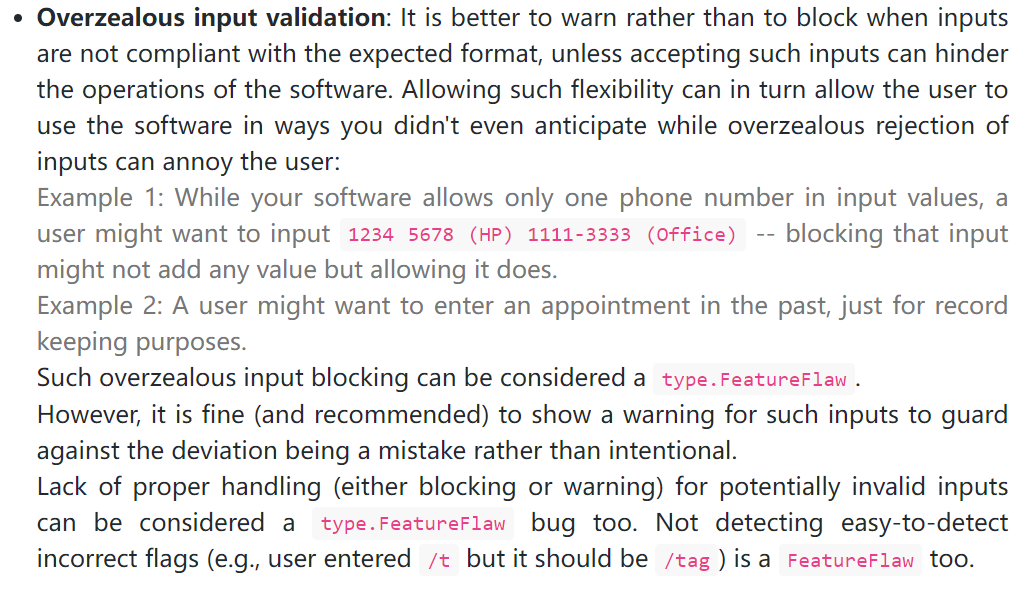 • Overzealous input validation: It is better to warn rather than to block when inputs
are not compliant with the expected format, unless accepting such inputs can hinder
the operations of the software. Allowing such flexibility can in turn allow the user to
use the software in ways you didn't even anticipate while overzealous rejection of
inputs can annoy the user:
Example 1: While your software allows only one phone number in input values, a
user might want to input 1234 5678 (HP) 1111-3333 (Office) -- blocking that input
might not add any value but allowing it does.
Example 2: A user might want to enter an appointment in the past, just for record
keeping purposes.
Such overzealous input blocking can be considered a type.FeatureFlaw.
However, it is fine (and recommended) to show a warning for such inputs to guard
against the deviation being a mistake rather than intentional.
Lack of proper handling (either blocking or warning) for potentially invalid inputs
can be considered a type.FeatureFlaw bug too. Not detecting easy-to-detect
incorrect flags (e.g., user entered /t but it should be /tag ) is a FeatureFlaw too.